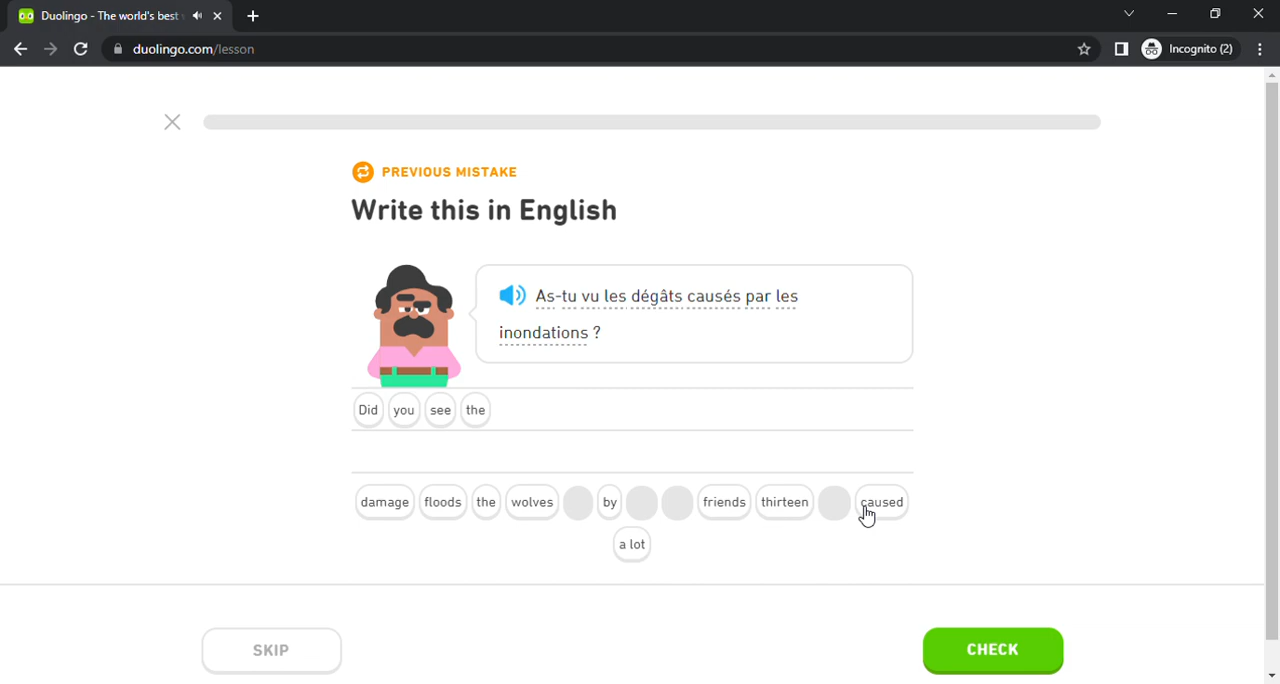 Duolingo - The world's best
duolingo.com/lesson
Incognito (2)
PREVIOUS MISTAKE
Write this in English
As-tu vu les dégâts causés par les
inondations ?
Did you see the
damage floods the wolves by friends thirteen caused
a lot
SKIP
CHECK